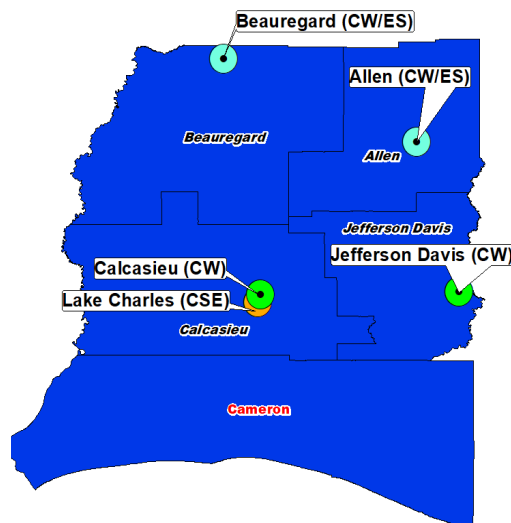 Beauregard (CW/ES)
Allen (CW/ES)
Beauregard
Allen
Jefferson Davis
Jefferson Davis (CW)
Calcasieu (CW)
Lake Charles (CSE)
Calcasieu
Cameron